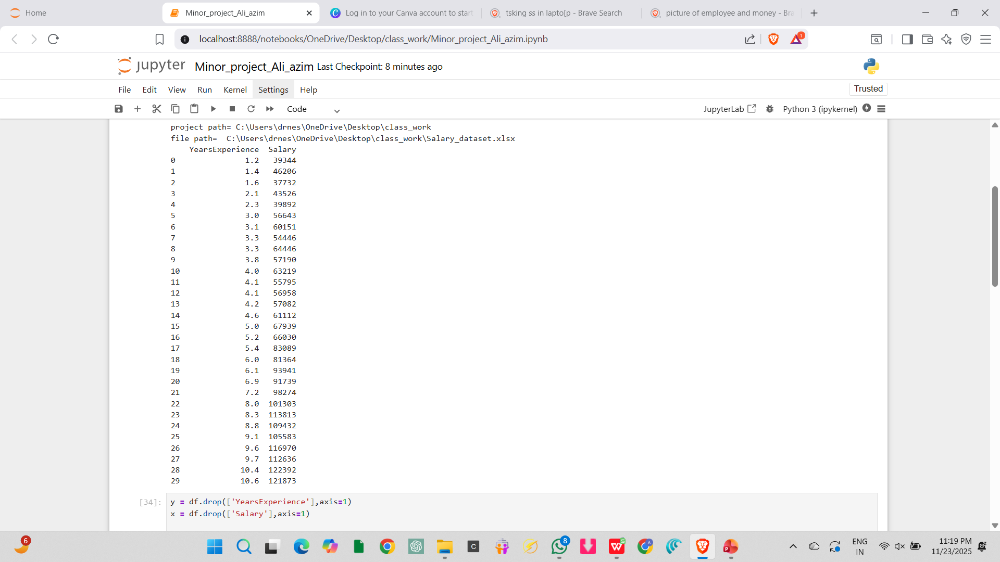 Home
Minor_project_Ali_azim
Log in to your Canva account to start
tsking ss in lapto[p - Brave Search
picture of employee and money - Bra
localhost:8888/notebooks/OneDrive/Desktop/class_work/Minor_project_Ali_azim.ipynb
1
jupyter Minor_project_Ali_azim Last Checkpoint: 8 minutes ago
File Edit View Run Kernel Settings Help
Trusted
Code
JupyterLab
Python 3 (ipykernel)
project path= C:\Users\drnes\OneDrive\Desktop\class_work
file path=  C:\Users\drnes\OneDrive\Desktop\class_work\Salary_dataset.xlsx
YearsExperience Salary
0 1.2 39344
1 1.4 46206
2 1.6 37732
3 2.1 43526
4 2.3 39892
5 3.0 56643
6 3.1 60151
7 3.3 54446
8 3.3 64446
9 3.8 57190
10 4.0 63219
11 4.1 55795
12 4.1 56958
13 4.2 57082
14 4.6 61112
15 5.0 67939
16 5.2 66030
17 5.4 83089
18 6.0 81364
19 6.1 93941
20 6.9 91739
21 7.2 98274
22 8.0 101303
23 8.3 113813
24 8.8 109432
25 9.1 105583
26 9.6 116970
27 9.7 112636
28 10.4 122392
29 10.6 121873
[34]: y = df.drop(['YearsExperience'],axis=1)
x = df.drop(['Salary'],axis=1)
6
C
8
W
S
A
P
ENG
IN
11:19 PM
11/23/2025